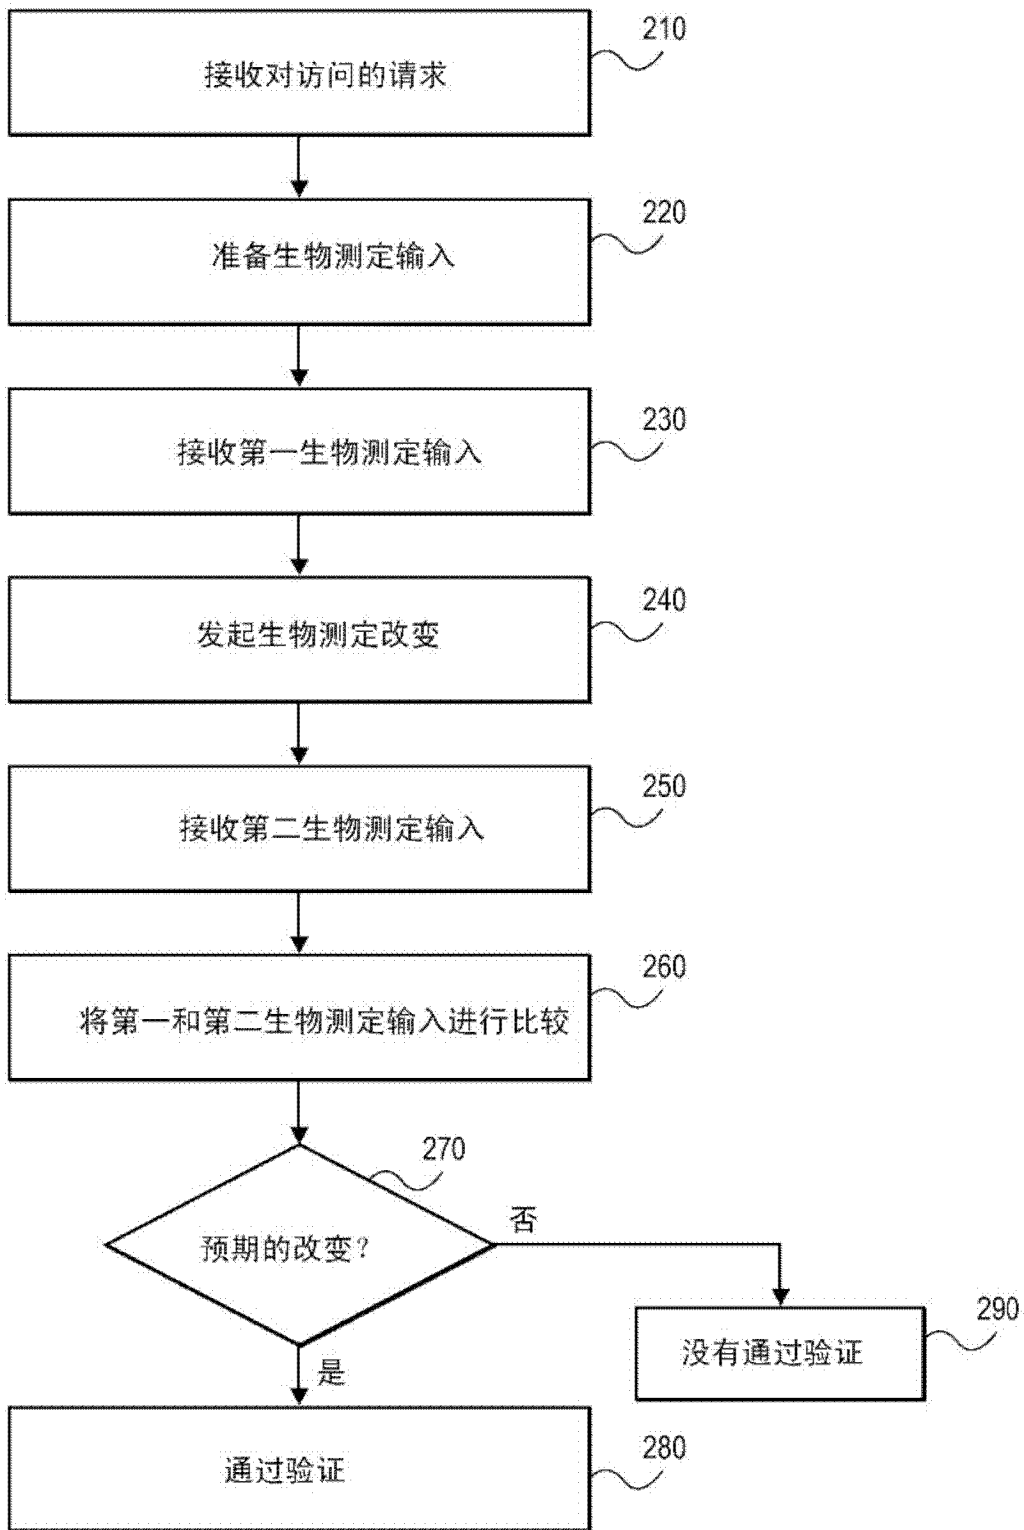 210
接收对访问的请求
220
准备生物测定输入
230
接收第一生物测定输入
240
发起生物测定改变
250
接收第二生物测定输入
260
将第一和第二生物测定输入进行比较
270
预期的改变?
否
290
没有通过验证
是
280
通过验证